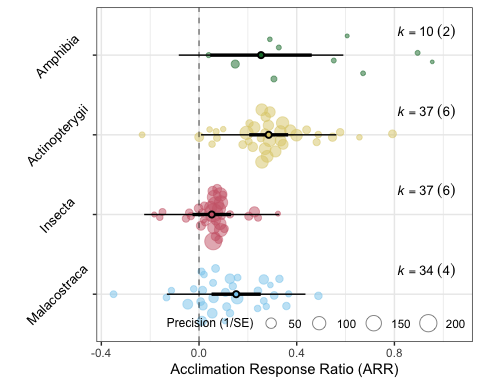 Amphibia
k = 10 (2)
Actinopterygii
k = 37 (6)
Insecta
k = 37 (6)
Malacostraca
k = 34 (4)
Precision (1/SE) 50 100 150 200
-0.4 0.0 0.4 0.8
Acclimation Response Ratio (ARR)